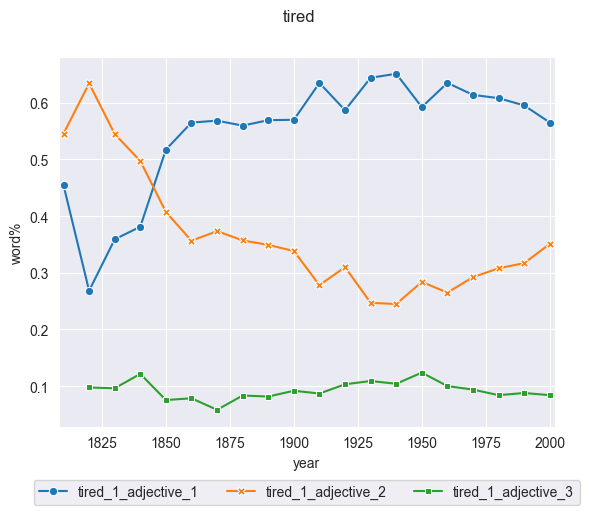 tired
0.6
0.5
0.4
0.3
0.2
0.1
word%
1825 1850 1875 1900 1925 1950 1975 2000
year
tired_1_adjective_1 tired_1_adjective_2 tired_1_adjective_3